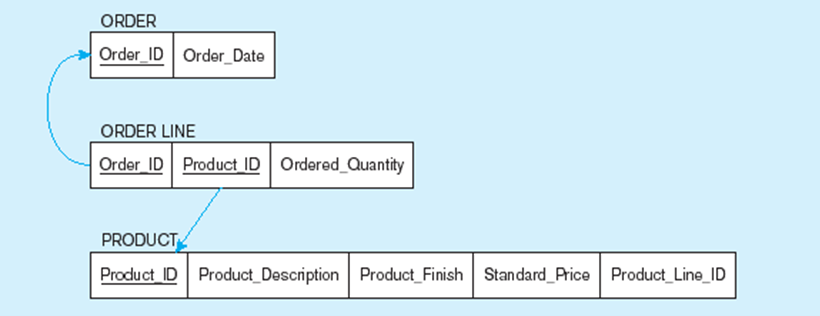 ORDER
Order_ID Order_Date
ORDER LINE
Order_ID Product_ID Ordered_Quantity
PRODUCT
Product_ID Product_Description Product_Finish Standard_Price Product_Line_ID